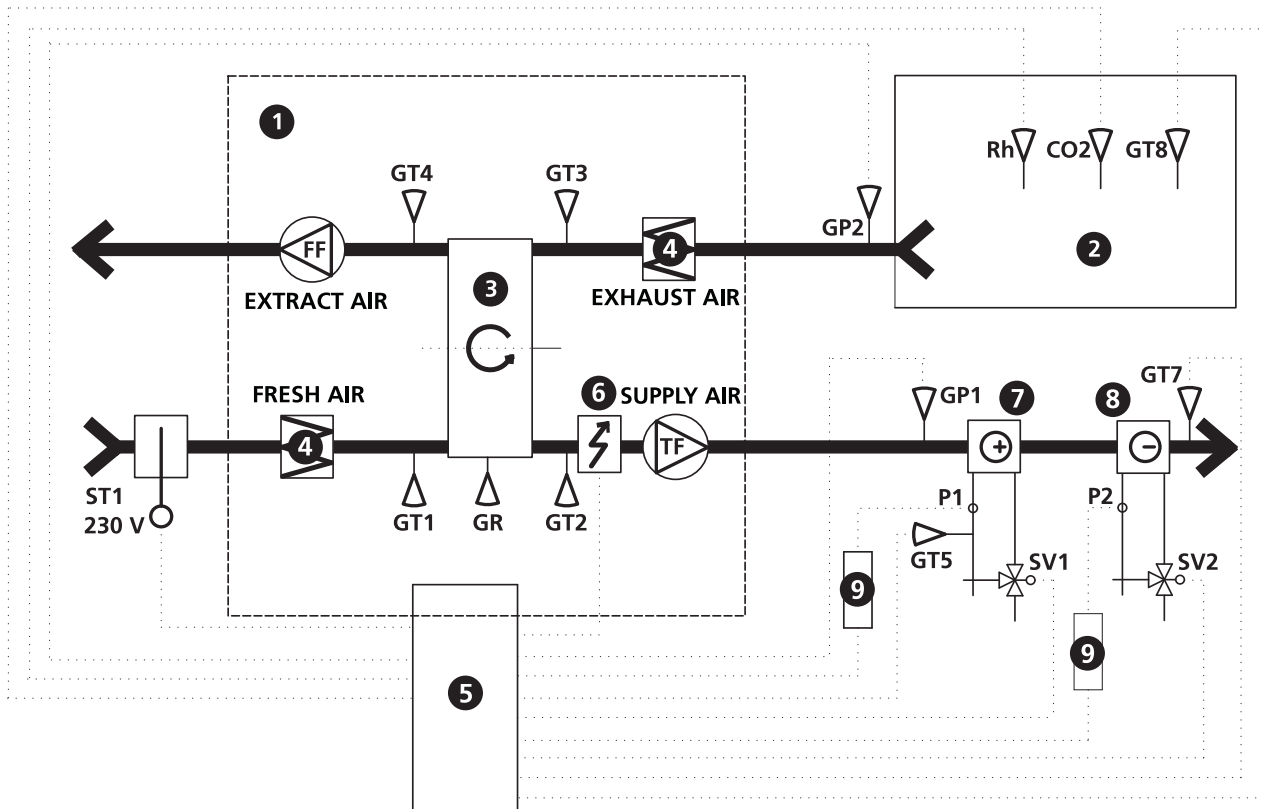 1
Rh
CO2
GT8
GT4
GT3
GP2
FF
4
2
3
EXTRACT AIR
EXHAUST AIR
FRESH AIR
6
SUPPLY AIR
GP1
7
8
GT7
4
TF
ST1
230 V
GT1
GR
GT2
P1
P2
GT5
SV1
SV2
9
9
5